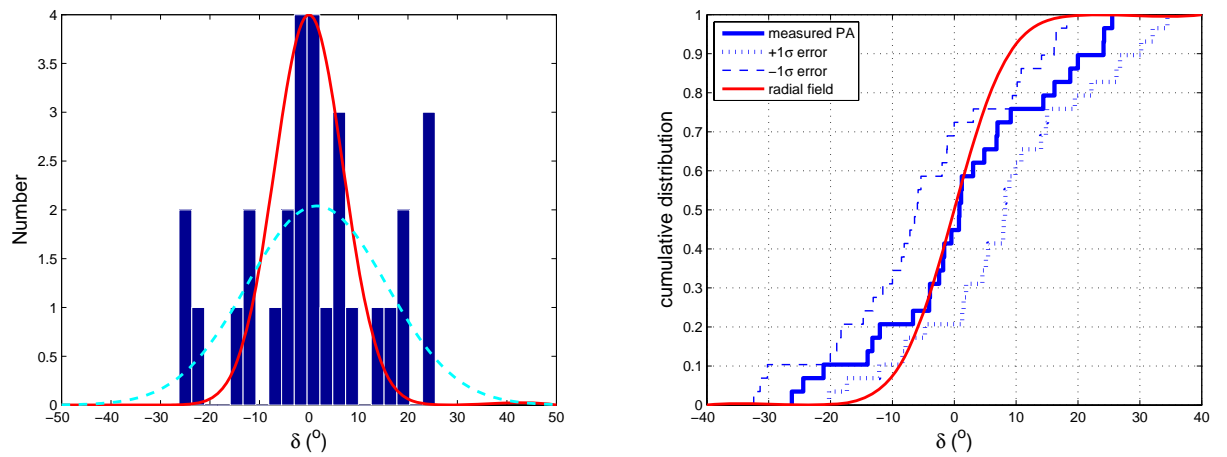 4
3.5
3
2.5
2
1.5
1
0.5
0
Number
−50 −40 −30 −20 −10 0 10 20 30 40 50
δ (°)
1
0.9
0.8
0.7
0.6
0.5
0.4
0.3
0.2
0.1
0
cumulative distribution
measured PA
+1σ error
−1σ error
radial field
−40 −30 −20 −10 0 10 20 30 40
δ (°)